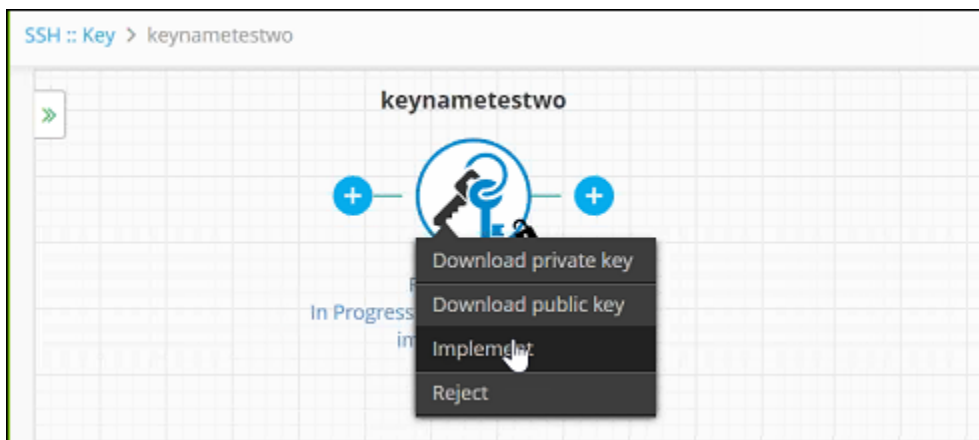 SSH :: Key > keynametestwo
keynametestwo
Download private key
Download public key
In Progress
Implement
Reject